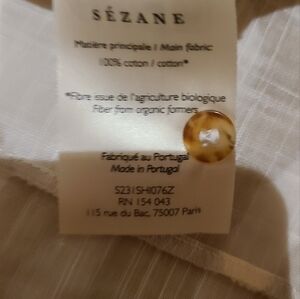 SÉZANE
Matière principale / Main fabric:
100% coton / cotton*
*Fibre issue de l'agriculture biologique
Fiber from organic formers
Fabriqué au Portugal
Made in Portugal
S231SHI076Z
RN 154 043
115 rue du Bac, 75007 Paris